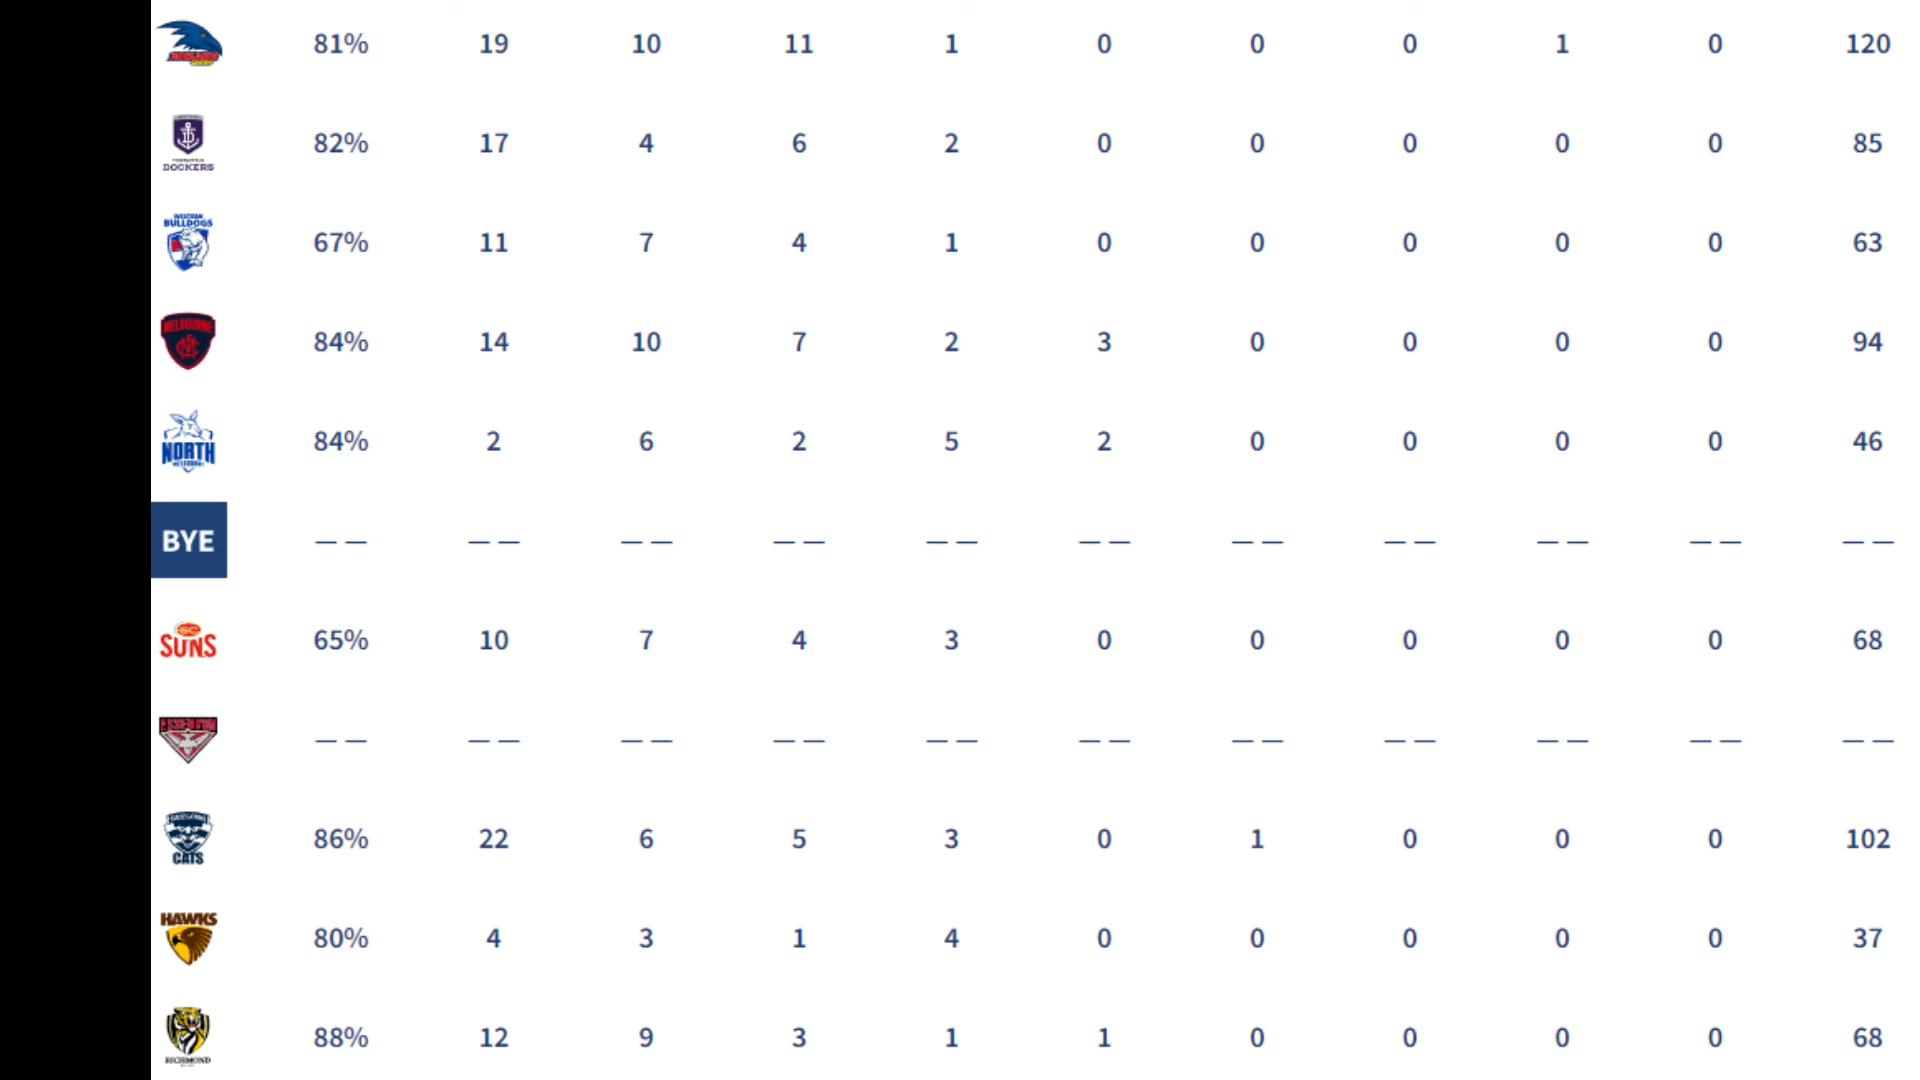 81% 19 10 11 1 0 0 0 1 0 120
DOCKERS 82% 17 4 6 2 0 0 0 0 0 85
WESTERN BULLDOGS 67% 11 7 4 1 0 0 0 0 0 63
MELBOURNE 84% 14 10 7 2 3 0 0 0 0 94
NORTH MELBOURNE 84% 2 6 2 5 2 0 0 0 0 46
BYE — — — — — — — — — — — — — — — — — — — — — —
SUNS 65% 10 7 4 3 0 0 0 0 0 68
ESSENDON — — — — — — — — — — — — — — — — — — — — — —
CATS 86% 22 6 5 3 0 1 0 0 0 102
HAWKS 80% 4 3 1 4 0 0 0 0 0 37
RICHMOND 88% 12 9 3 1 1 0 0 0 0 68